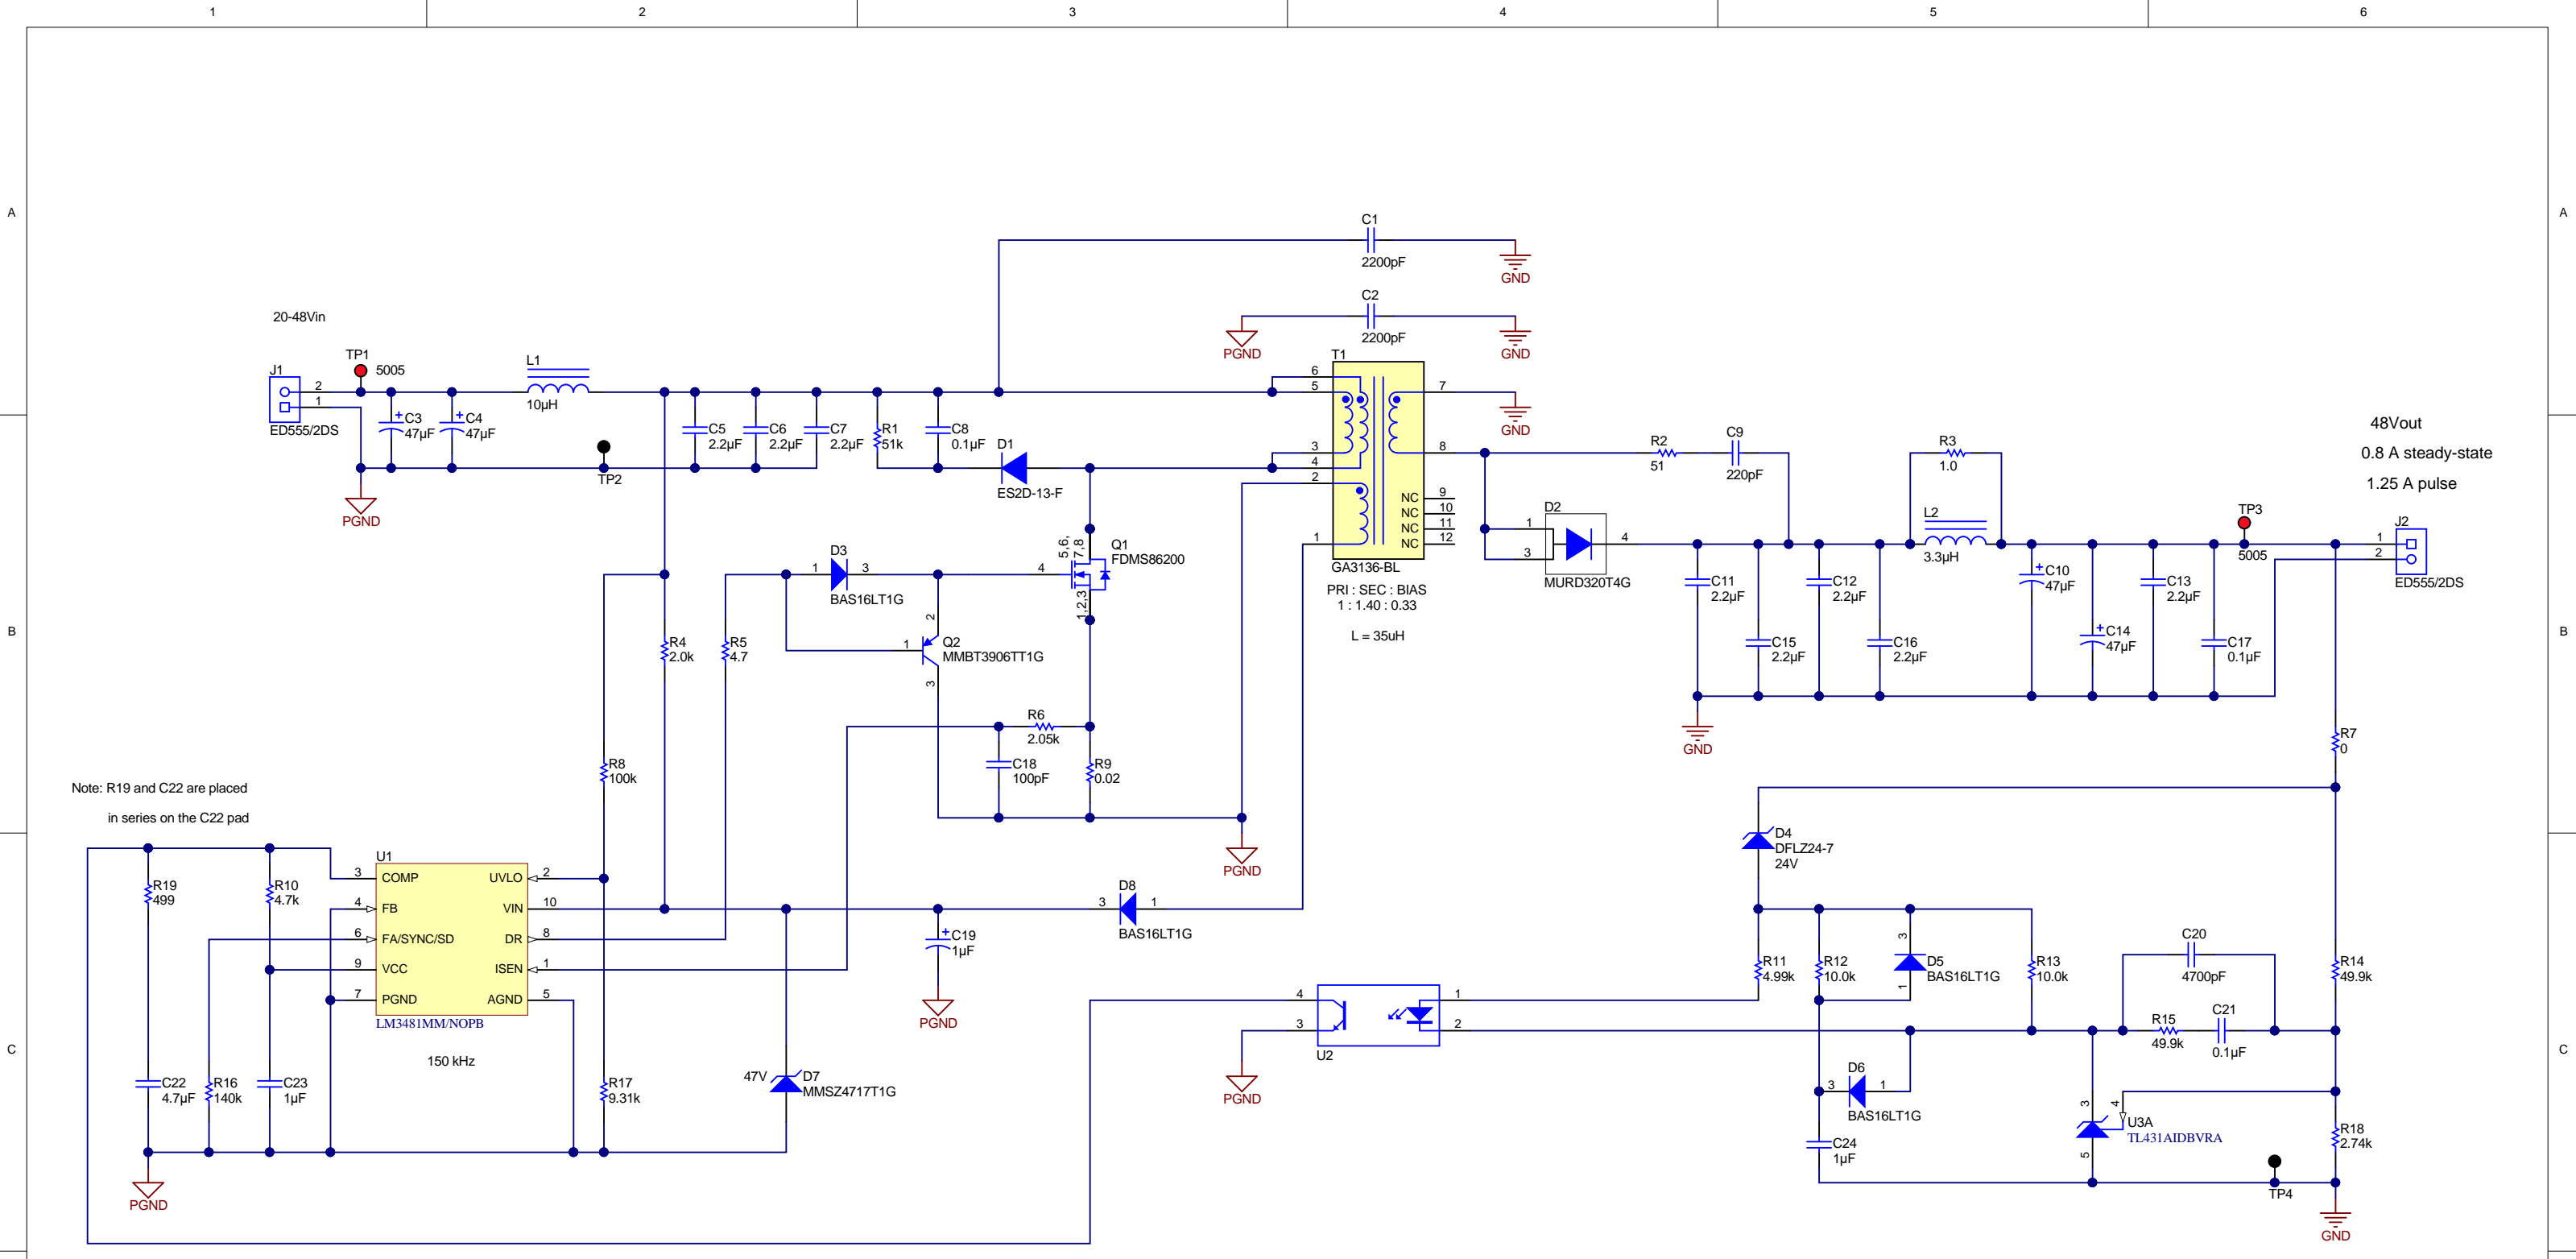 1 2 3 4 5 6
A A
C1
2200pF
GND
C2
2200pF
PGND
GND
20-48Vin
TP1
5005
J1
2
1
ED555/2DS
C3
47µF
C4
47µF
L1
10µH
PGND
TP2
C5
2.2µF
C6
2.2µF
C7
2.2µF
R1
51k
C8
0.1µF
D1
ES2D-13-F
T1
6
5
3
4
2
1
7
8
NC 9
NC 10
NC 11
NC 12
GA3136-BL
PRI : SEC : BIAS
1 : 1.40 : 0.33
L = 35uH
GND
R2
51
C9
220pF
D2
1
3
4
MURD320T4G
R3
1.0
L2
3.3µH
48Vout
0.8 A steady-state
1.25 A pulse
TP3
5005
J2
1
2
ED555/2DS
B B
D3
1 3
BAS16LT1G
5,6,
7,8
4
1,2,3
Q1
FDMS86200
R4
2.0k
R5
4.7
2
1
3
Q2
MMBT3906TT1G
C11
2.2µF
C15
2.2µF
C12
2.2µF
C16
2.2µF
C10
47µF
C14
47µF
C13
2.2µF
C17
0.1µF
GND
R7
0
R6
2.05k
C18
100pF
R9
0.02
R8
100k
PGND
Note: R19 and C22 are placed
in series on the C22 pad
R19
499
R10
4.7k
U1
3 COMP
4 FB
6 FA/SYNC/SD
9 VCC
7 PGND
UVLO 2
VIN 10
DR 8
ISEN 1
AGND 5
LM3481MM/NOPB
150 kHz
D8
3 1
BAS16LT1G
C19
1µF
PGND
D4
DFLZ24-7
24V
R11
4.99k
R12
10.0k
3
D5
BAS16LT1G
1
R13
10.0k
C20
4700pF
R14
49.9k
R15
49.9k
C21
0.1µF
4
3
1
2
U2
PGND
C C
C22
4.7µF
R16
140k
C23
1µF
R17
9.31k
47V
D7
MMSZ4717T1G
D6
3 1
BAS16LT1G
C24
1µF
3
4
5
U3A
TL431AIDBVRA
R18
2.74k
TP4
PGND
GND